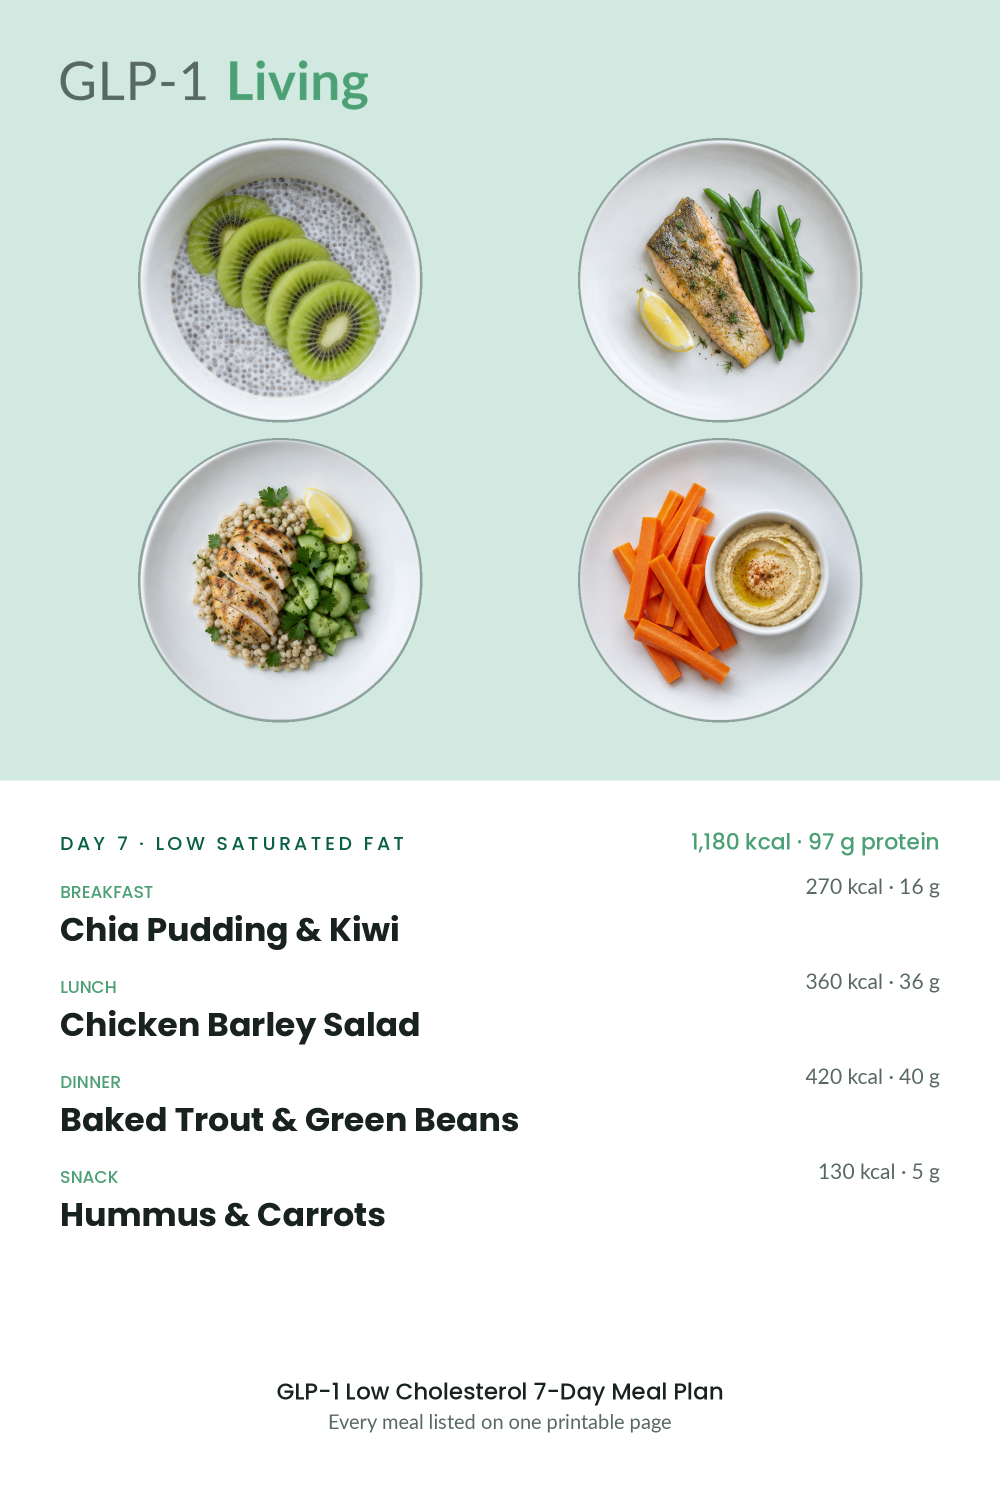 GLP-1 Living
DAY 7 · LOW SATURATED FAT
1,180 kcal · 97 g protein
BREAKFAST
270 kcal · 16 g
Chia Pudding & Kiwi
LUNCH
360 kcal · 36 g
Chicken Barley Salad
DINNER
420 kcal · 40 g
Baked Trout & Green Beans
SNACK
130 kcal · 5 g
Hummus & Carrots
GLP-1 Low Cholesterol 7-Day Meal Plan
Every meal listed on one printable page